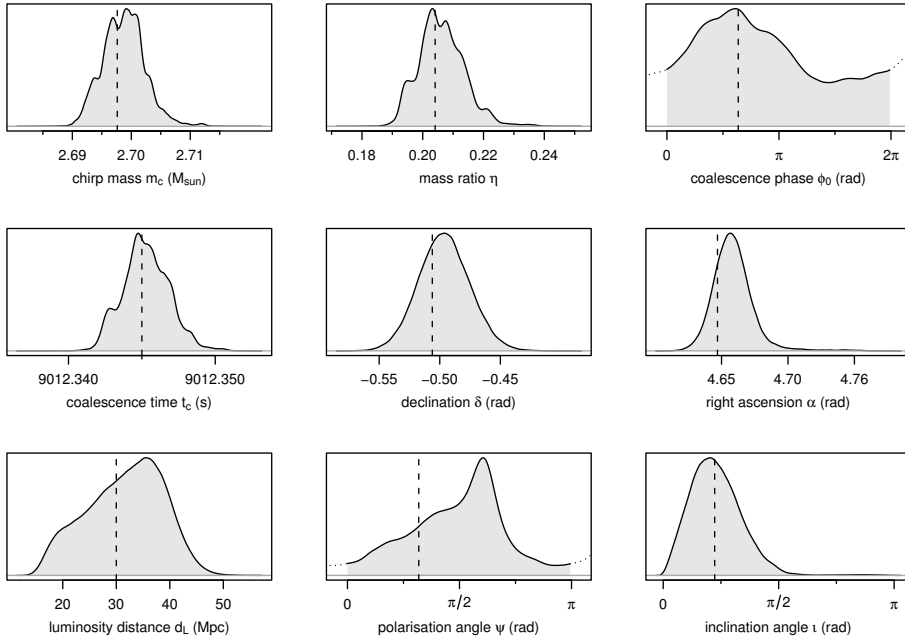 2.69 2.70 2.71
chirp mass m_c (M_sun)
0.18 0.20 0.22 0.24
mass ratio η
0 π 2π
coalescence phase ϕ_0 (rad)
9012.340 9012.350
coalescence time t_c (s)
−0.55 −0.50 −0.45
declination δ (rad)
4.65 4.70 4.76
right ascension α (rad)
20 30 40 50
luminosity distance d_L (Mpc)
0 π/2 π
polarisation angle ψ (rad)
0 π/2 π
inclination angle ι (rad)